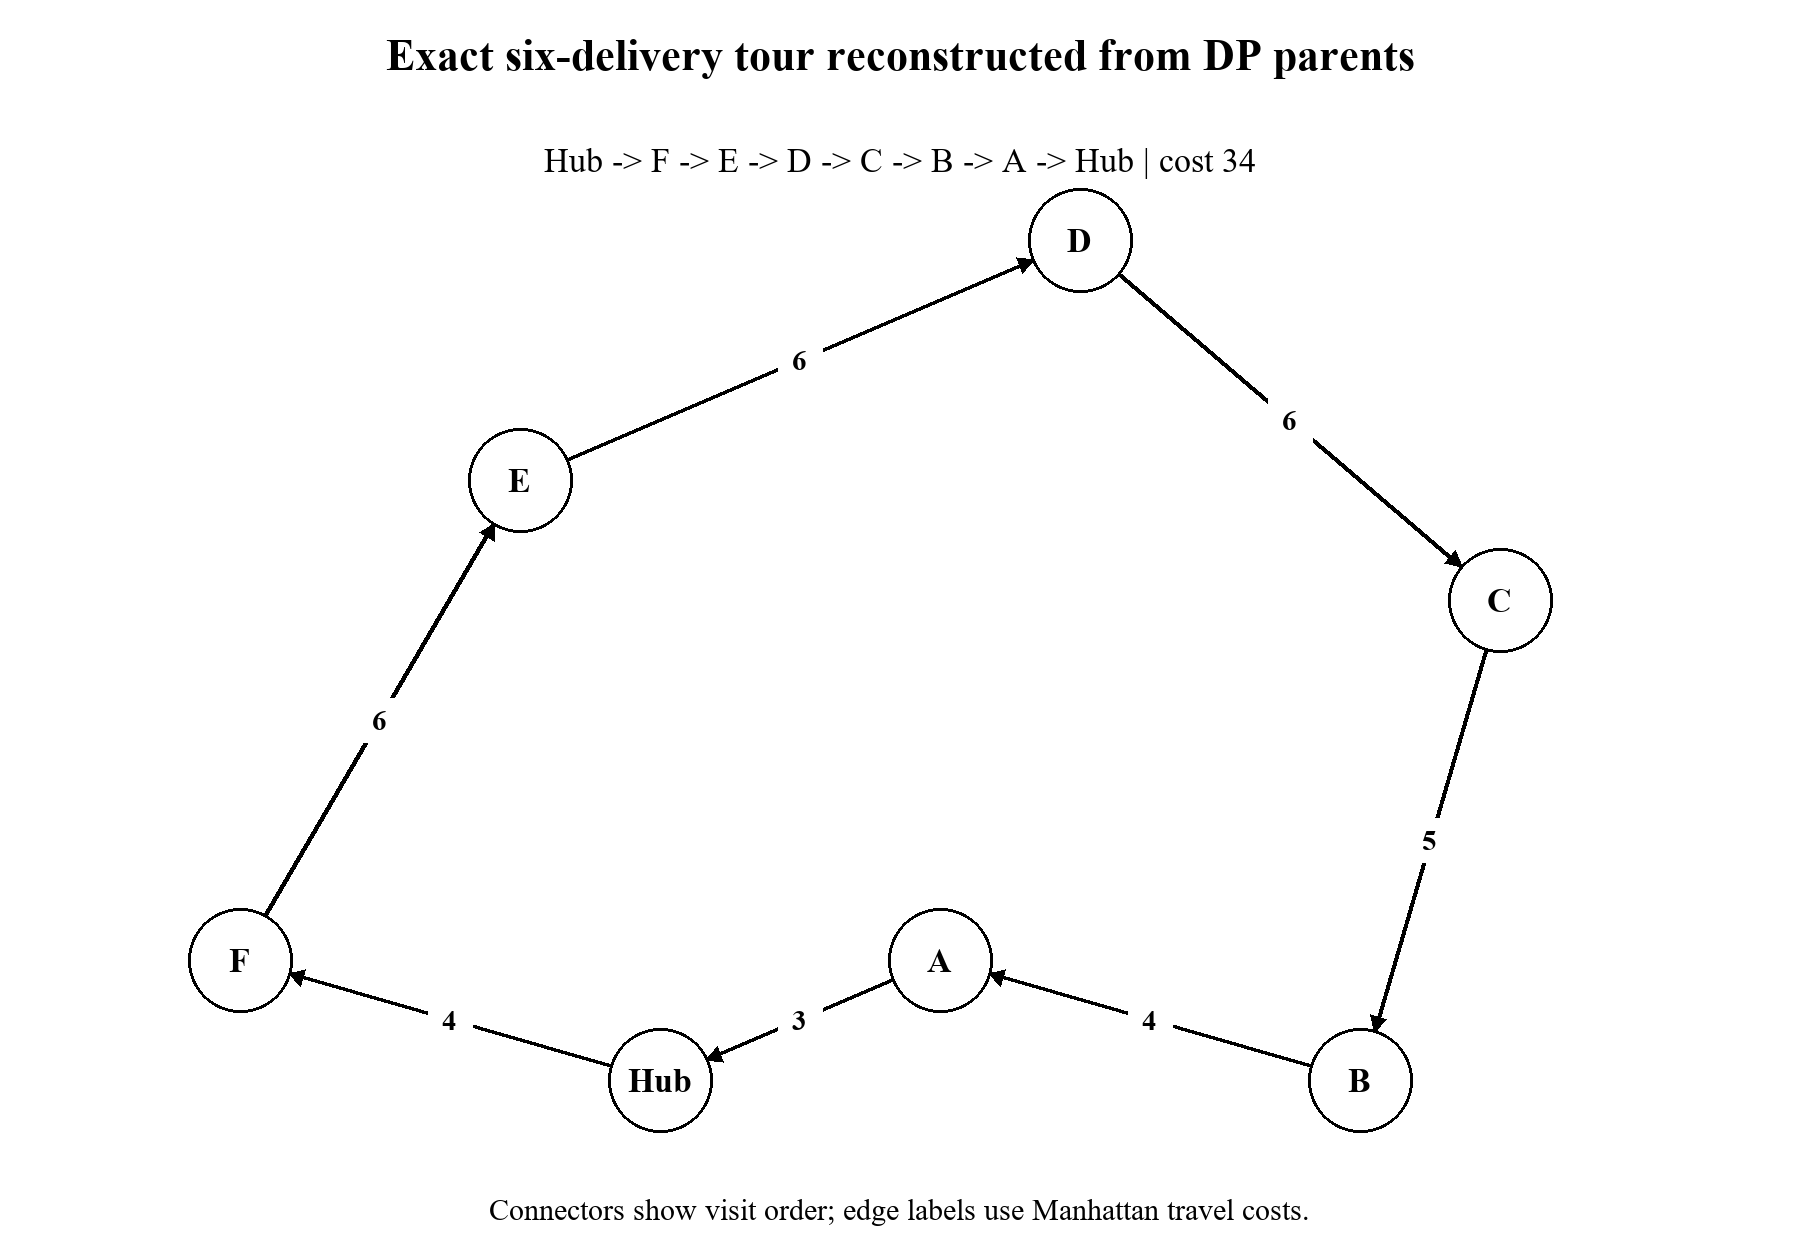 Exact six-delivery tour reconstructed from DP parents
Hub -> F -> E -> D -> C -> B -> A -> Hub | cost 34
D
6
6
E
C
6
5
F
A
4
3
4
Hub
B
Connectors show visit order; edge labels use Manhattan travel costs.